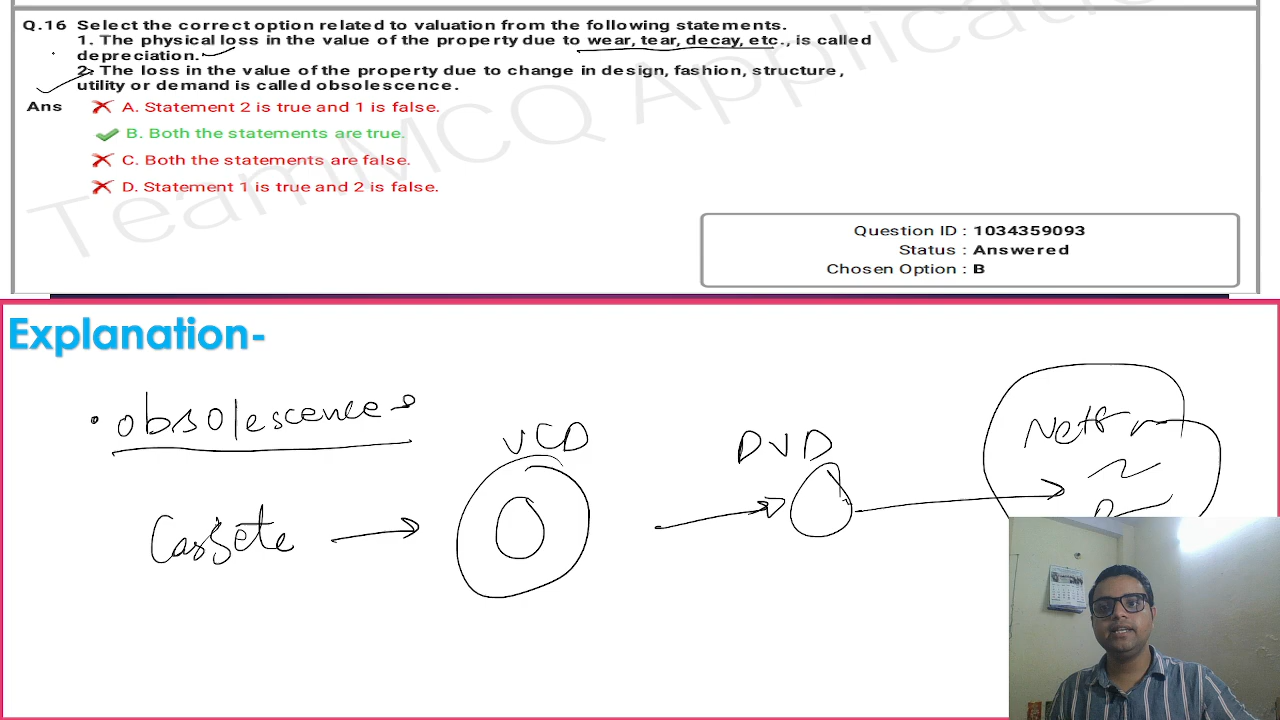 Q.16 Select the correct option related to valuation from the following statements.
1. The physical loss in the value of the property due to wear, tear, decay, etc., is called
depreciation.
2. The loss in the value of the property due to change in design, fashion, structure,
utility or demand is called obsolescence.
Ans A. Statement 2 is true and 1 is false.
B. Both the statements are true.
C. Both the statements are false.
D. Statement 1 is true and 2 is false.
Team MCQ Application
Question ID : 1034359093
Status : Answered
Chosen Option : B
Explanation-
obsolescence
VCD
DVD
Cassete